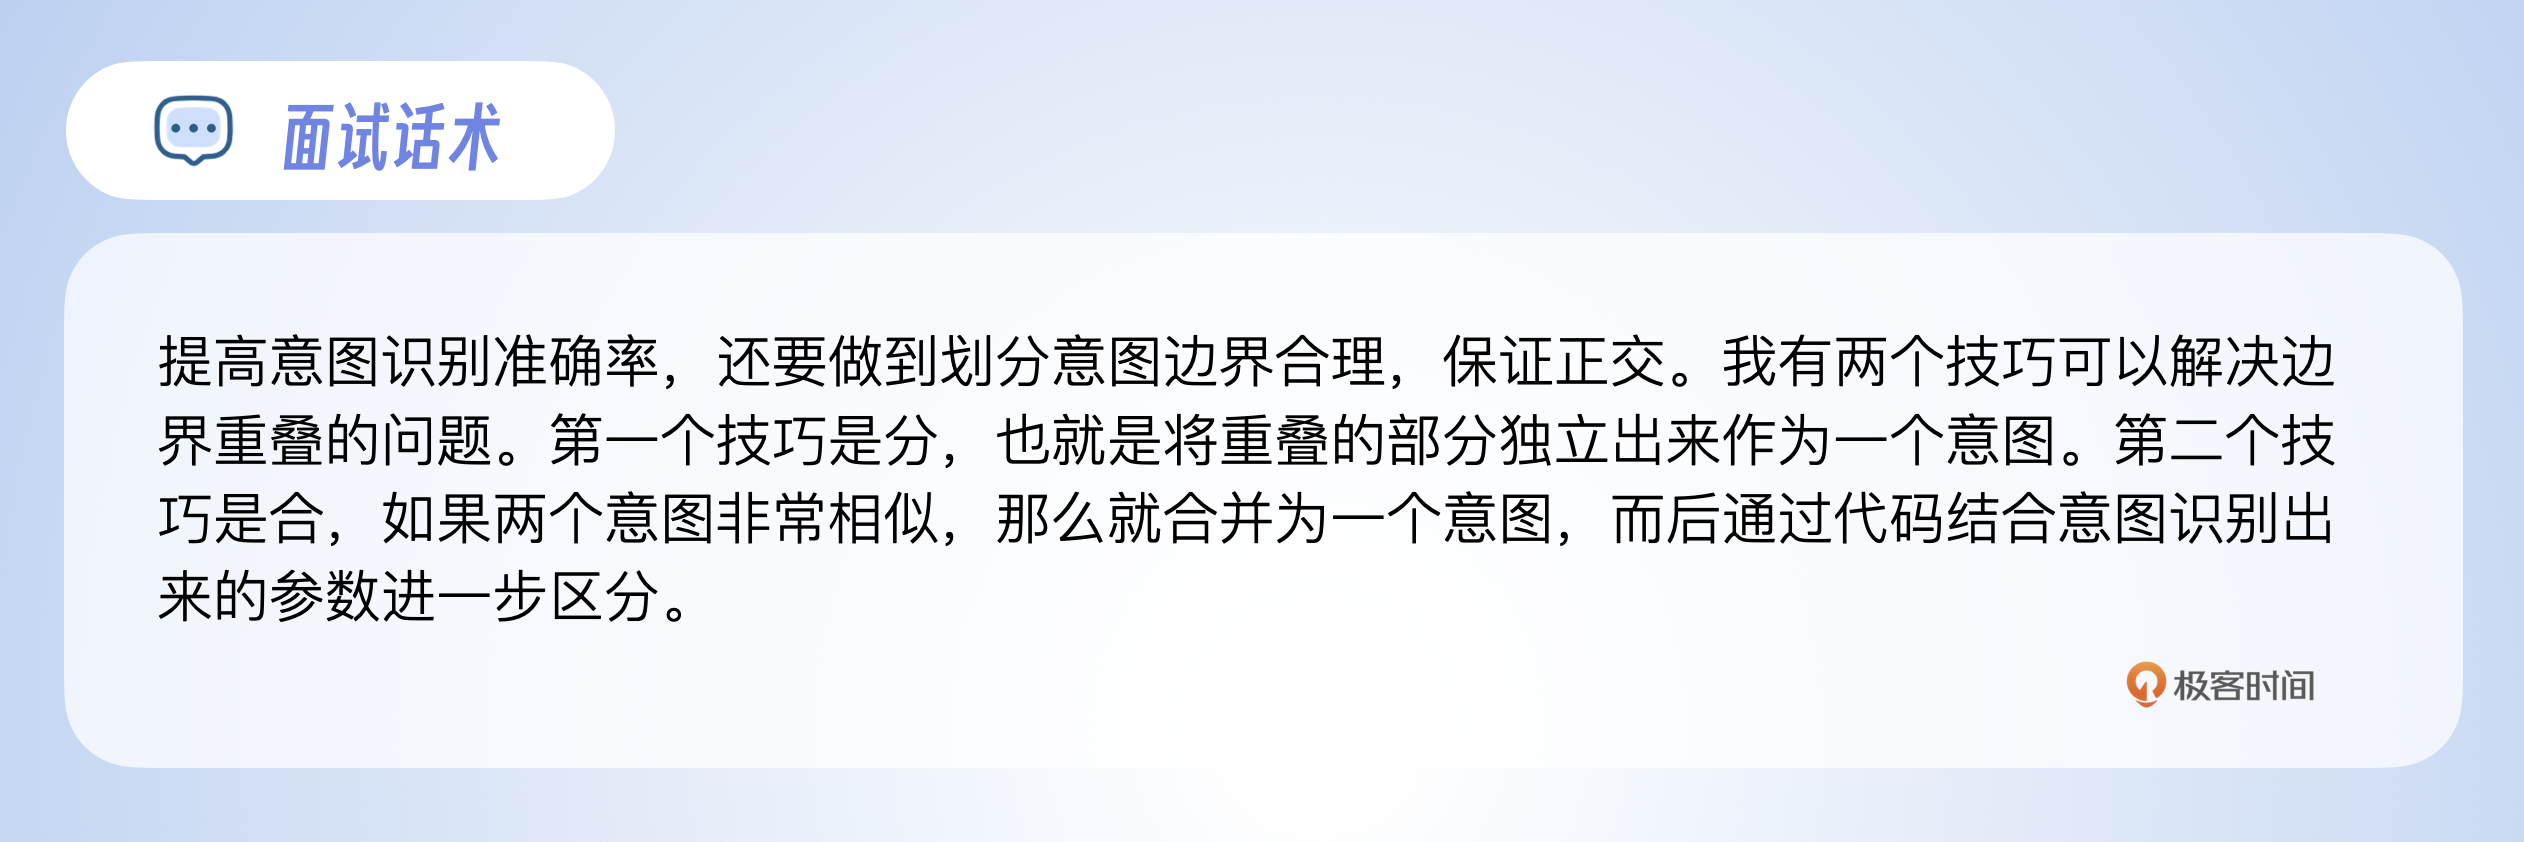 面试话术
提高意图识别准确率，还要做到划分意图边界合理，保证正交。我有两个技巧可以解决边
界重叠的问题。第一个技巧是分，也就是将重叠的部分独立出来作为一个意图。第二个技
巧是合，如果两个意图非常相似，那么就合并为一个意图，而后通过代码结合意图识别出
来的参数进一步区分。
极客时间